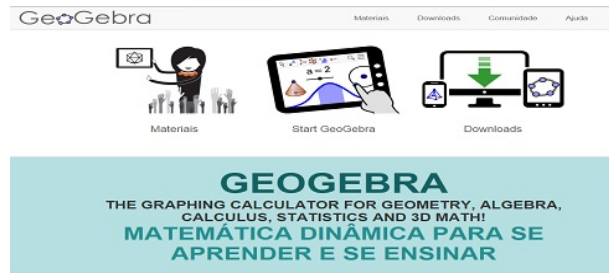 GeoGebra
Materiais Downloads Comunidade Ajuda
a = 2
Materiais Start GeoGebra Downloads
GEOGEBRA
THE GRAPHING CALCULATOR FOR GEOMETRY, ALGEBRA,
CALCULUS, STATISTICS AND 3D MATH!
MATEMÁTICA DINÂMICA PARA SE
APRENDER E SE ENSINAR